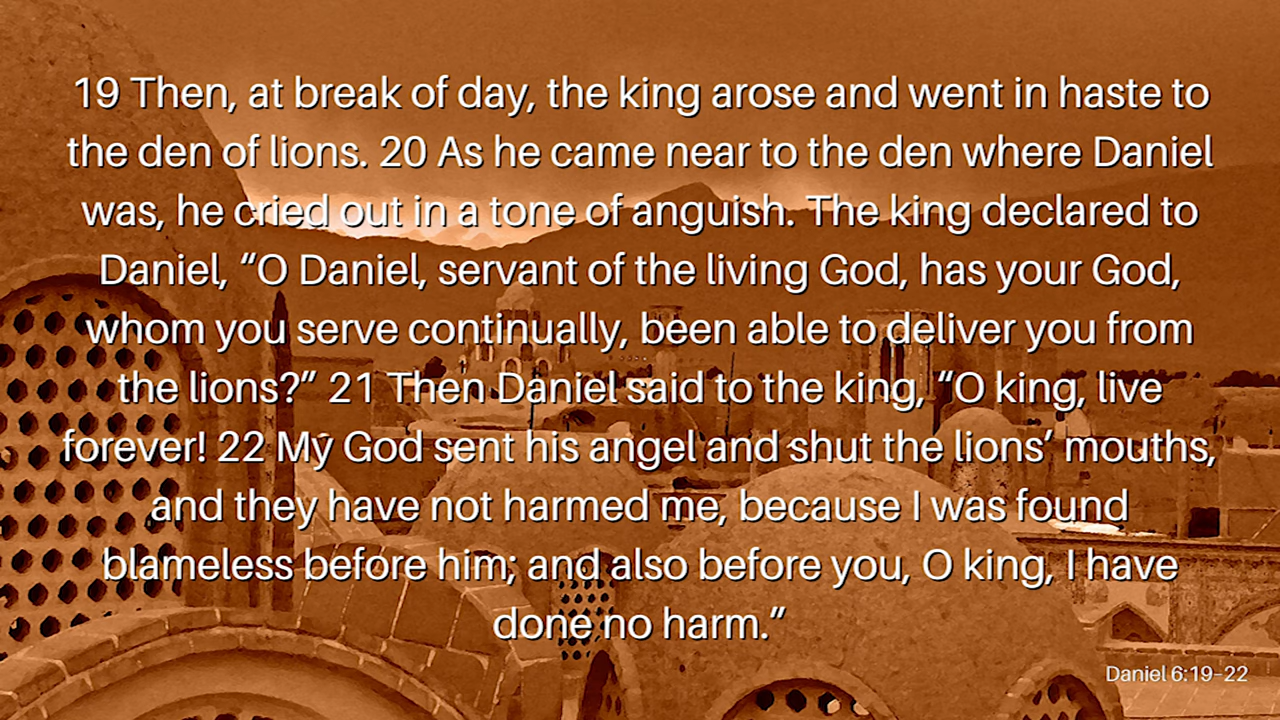 19 Then, at break of day, the king arose and went in haste to
the den of lions. 20 As he came near to the den where Daniel
was, he cried out in a tone of anguish. The king declared to
Daniel, “O Daniel, servant of the living God, has your God,
whom you serve continually, been able to deliver you from
the lions?” 21 Then Daniel said to the king, “O king, live
forever! 22 My God sent his angel and shut the lions’ mouths,
and they have not harmed me, because I was found
blameless before him; and also before you, O king, I have
done no harm.”
Daniel 6:19–22